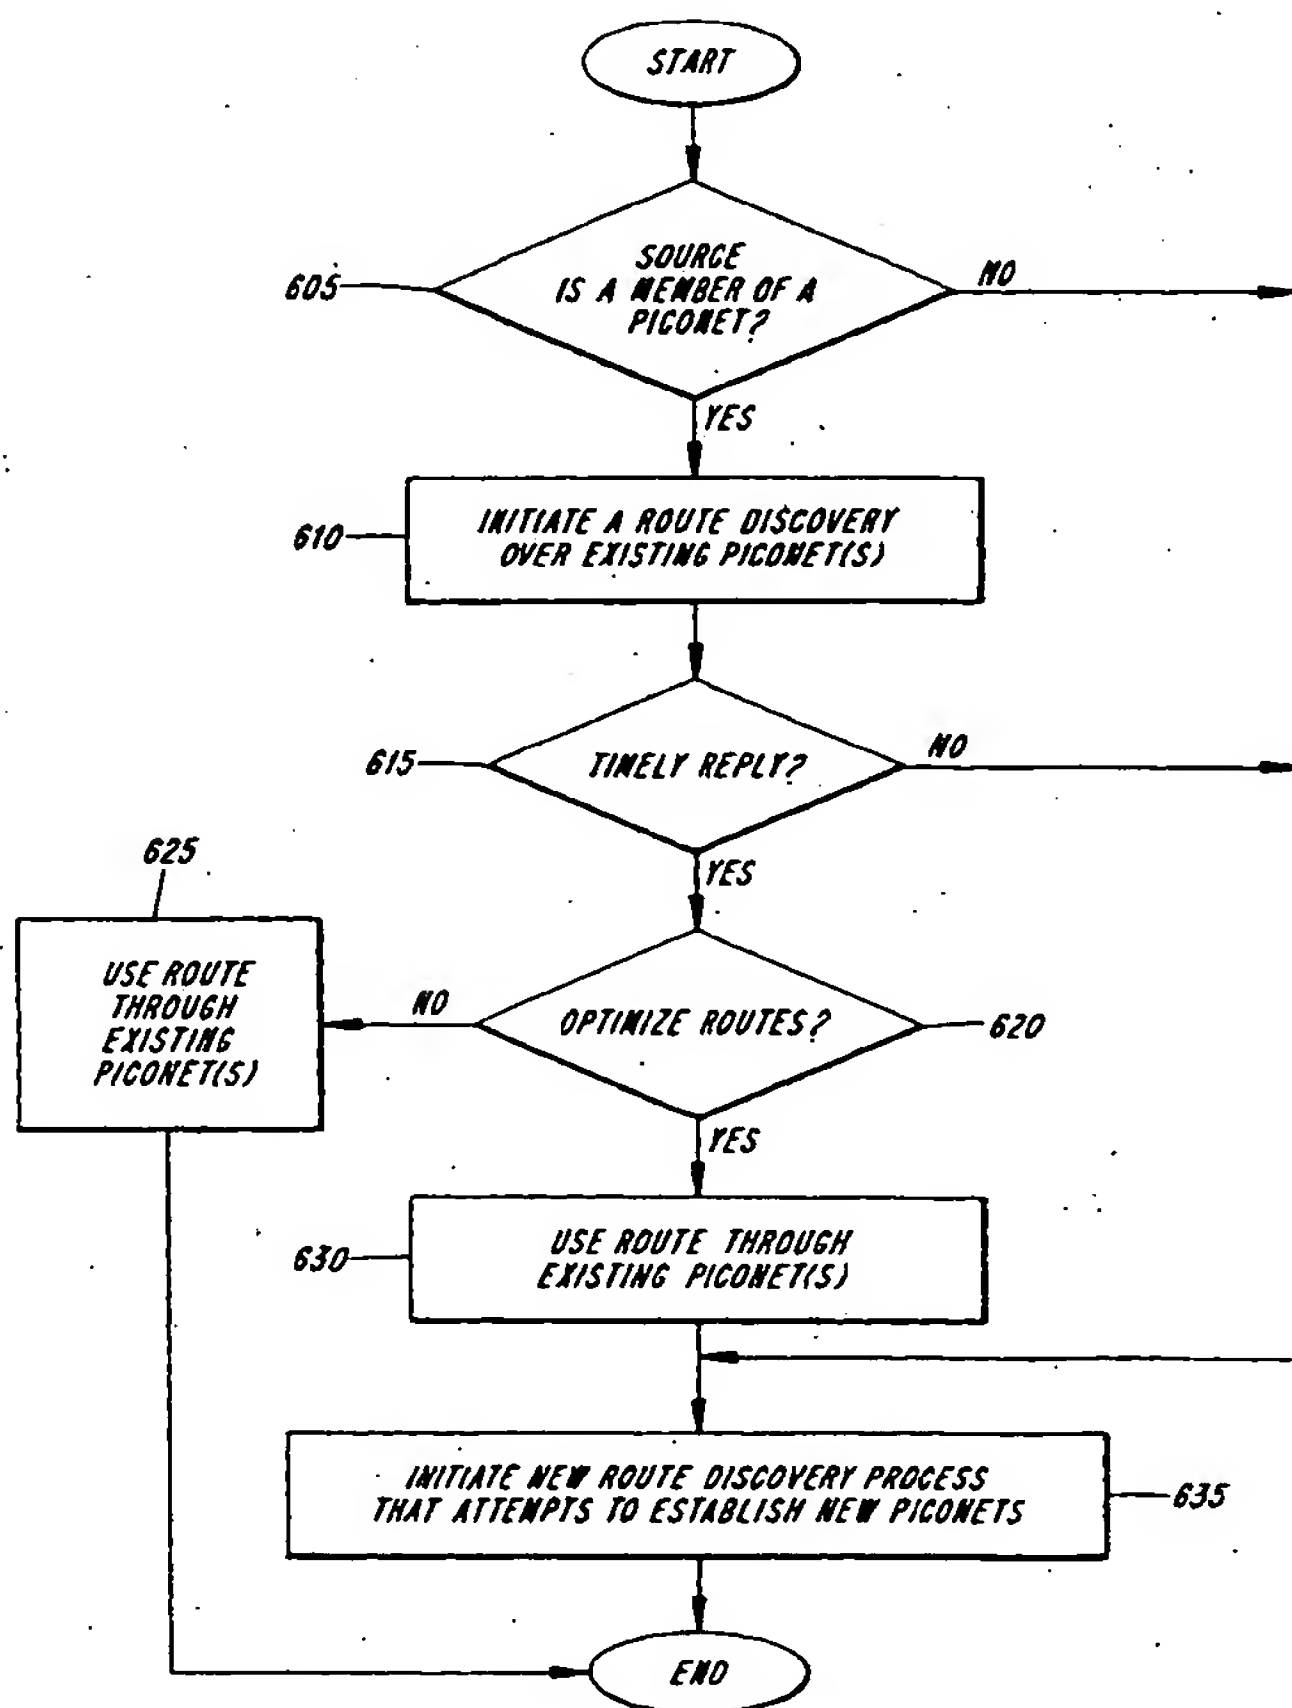 START
SOURCE
IS A MEMBER OF A
PICONET?
605
NO
YES
INITIATE A ROUTE DISCOVERY
OVER EXISTING PICONET(S)
610
TIMELY REPLY?
615
NO
YES
625
USE ROUTE
THROUGH
EXISTING
PICONET(S)
NO
OPTIMIZE ROUTES?
620
YES
USE ROUTE THROUGH
EXISTING PICONET(S)
630
INITIATE NEW ROUTE DISCOVERY PROCESS
THAT ATTEMPTS TO ESTABLISH NEW PICONETS
635
END